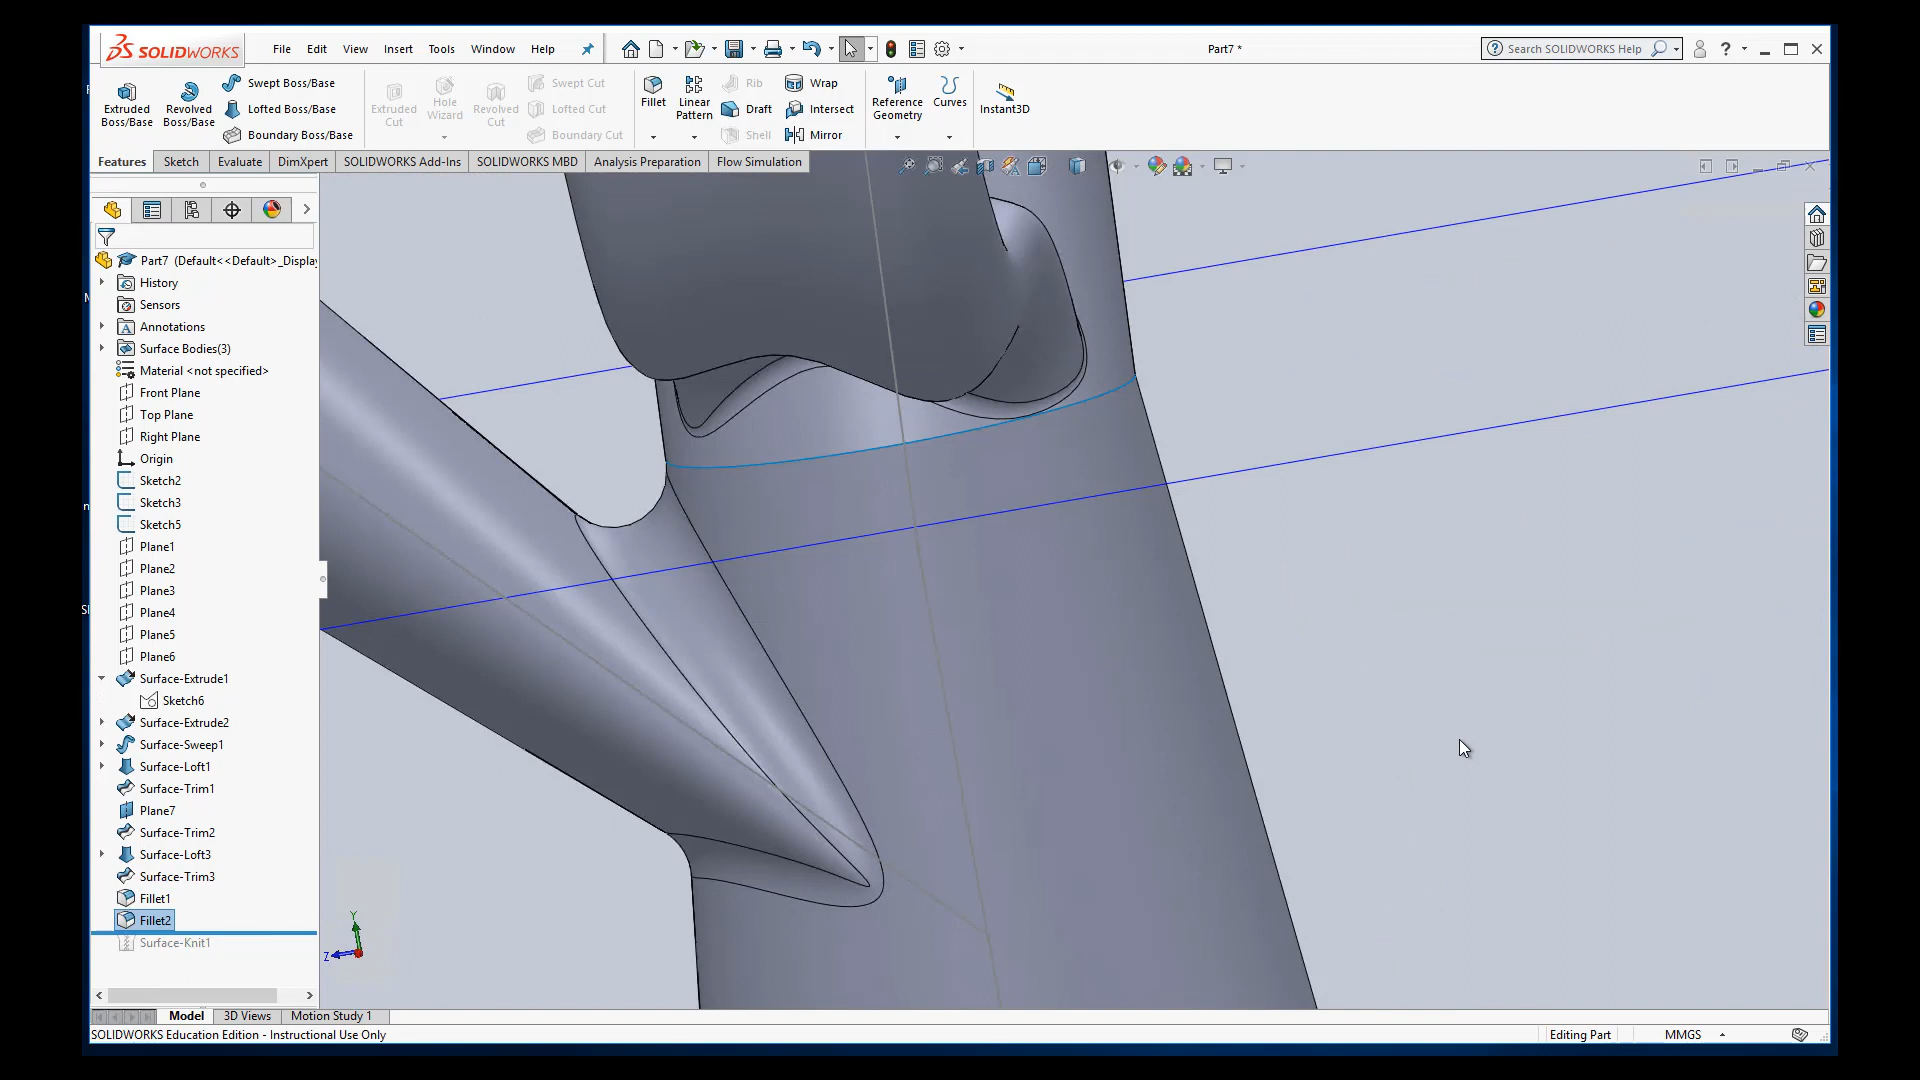 SOLIDWORKS
File Edit View Insert Tools Window Help
Part7 *
Search SOLIDWORKS Help
Extruded Boss/Base
Revolved Boss/Base
Swept Boss/Base
Lofted Boss/Base
Boundary Boss/Base
Extruded Cut
Hole Wizard
Revolved Cut
Swept Cut
Lofted Cut
Boundary Cut
Fillet
Linear Pattern
Rib
Draft
Shell
Wrap
Intersect
Mirror
Reference Geometry
Curves
Instant3D
Features Sketch Evaluate DimXpert SOLIDWORKS Add-Ins SOLIDWORKS MBD Analysis Preparation Flow Simulation
Part7 (Default<<Default>_Display
History
Sensors
Annotations
Surface Bodies(3)
Material <not specified>
Front Plane
Top Plane
Right Plane
Origin
Sketch2
Sketch3
Sketch5
Plane1
Plane2
Plane3
Plane4
Plane5
Plane6
Surface-Extrude1
Sketch6
Surface-Extrude2
Surface-Sweep1
Surface-Loft1
Surface-Trim1
Plane7
Surface-Trim2
Surface-Loft3
Surface-Trim3
Fillet1
Fillet2
Surface-Knit1
Y
Z
Model 3D Views Motion Study 1
SOLIDWORKS Education Edition - Instructional Use Only
Editing Part MMGS